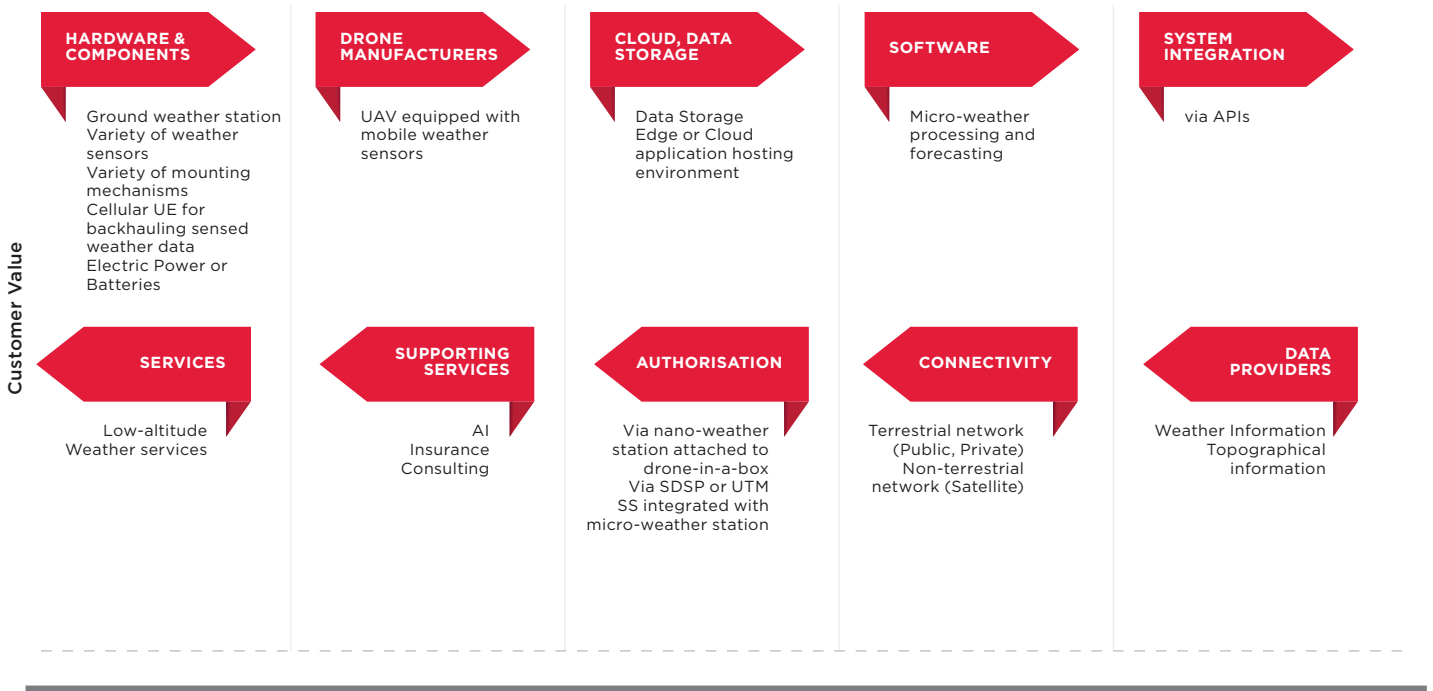 HARDWARE &
COMPONENTS
Ground weather station
Variety of weather
sensors
Variety of mounting
mechanisms
Cellular UE for
backhauling sensed
weather data
Electric Power or
Batteries
DRONE
MANUFACTURERS
UAV equipped with
mobile weather
sensors
CLOUD, DATA
STORAGE
Data Storage
Edge or Cloud
application hosting
environment
SOFTWARE
Micro-weather
processing and
forecasting
SYSTEM
INTEGRATION
via APIs
Customer Value
SERVICES
Low-altitude
Weather services
SUPPORTING
SERVICES
AI
Insurance
Consulting
AUTHORISATION
Via nano-weather
station attached to
drone-in-a-box
Via SDSP or UTM
SS integrated with
micro-weather station
CONNECTIVITY
Terrestrial network
(Public, Private)
Non-terrestrial
network (Satellite)
DATA
PROVIDERS
Weather Information
Topographical
information